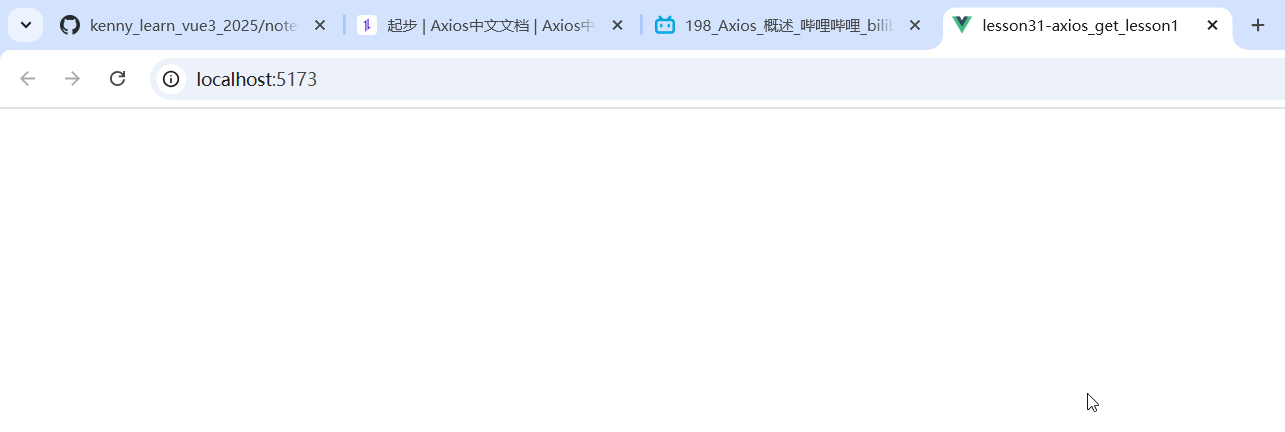 kenny_learn_vue3_2025/note
起步 | Axios中文文档 | Axios中
198_Axios_概述_哔哩哔哩_bilib
lesson31-axios_get_lesson1
localhost:5173